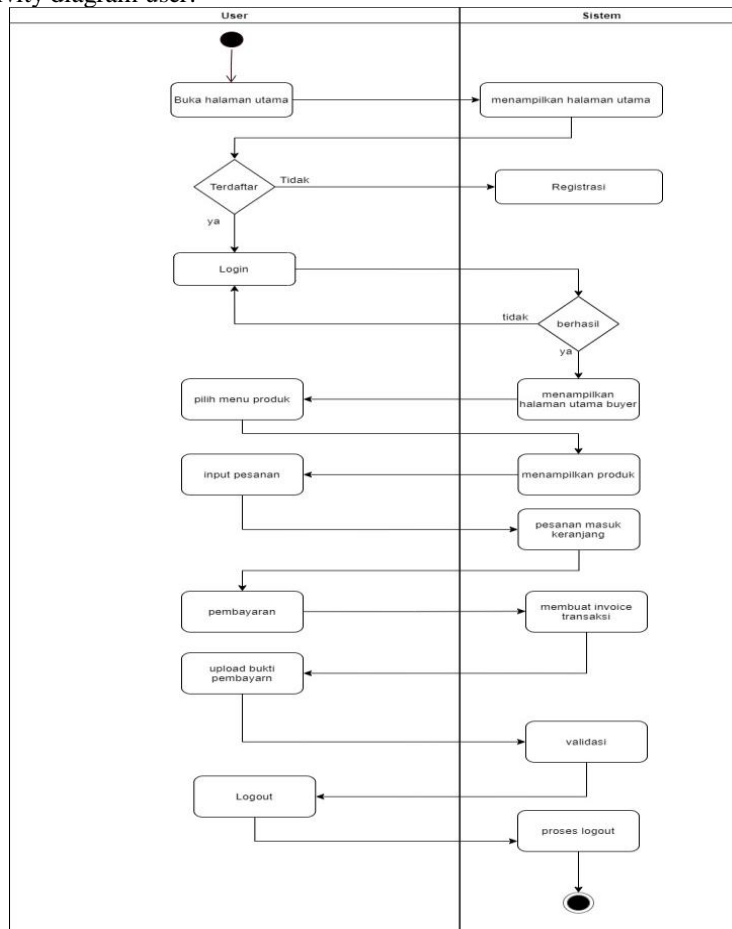 diagram user.
User Sistem
Buka halaman utama
menampilkan halaman utama
Terdaftar
Tidak
Registrasi
ya
Login
tidak
berhasil
ya
pilih menu produk
menampilkan
halaman utama buyer
input pesanan
menampilkan produk
pesanan masuk
keranjang
pembayaran
membuat invoice
transaksi
upload bukti
pembayarn
validasi
Logout
proses logout